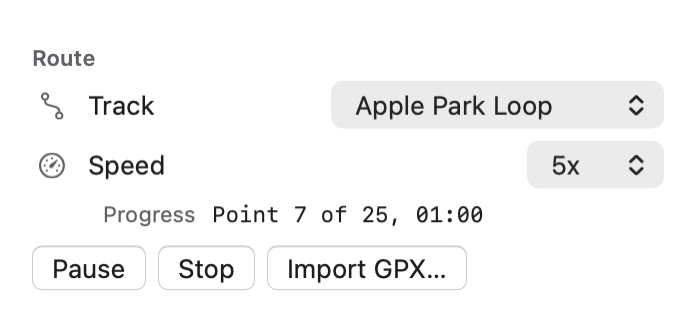 Route
Track Apple Park Loop
Speed 5x
Progress Point 7 of 25, 01:00
Pause Stop Import GPX...